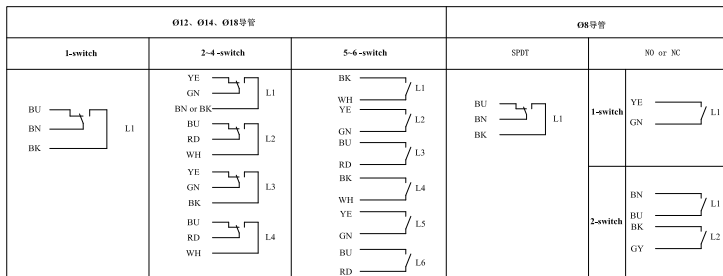 Ø12、Ø14、Ø18导管
Ø8导管
1-switch
2~4 -switch
5~6 -switch
SPDT
NO or NC
BU
BN
BK
L1
YE
GN
BN or BK
L1
BU
RD
WH
L2
YE
GN
BK
L3
BU
RD
WH
L4
BK
WH
L1
YE
GN
L2
BU
RD
L3
BK
WH
L4
YE
GN
L5
BU
RD
L6
BU
BN
BK
L1
1-switch
YE
GN
L1
2-switch
BN
BU
L1
BK
GY
L2